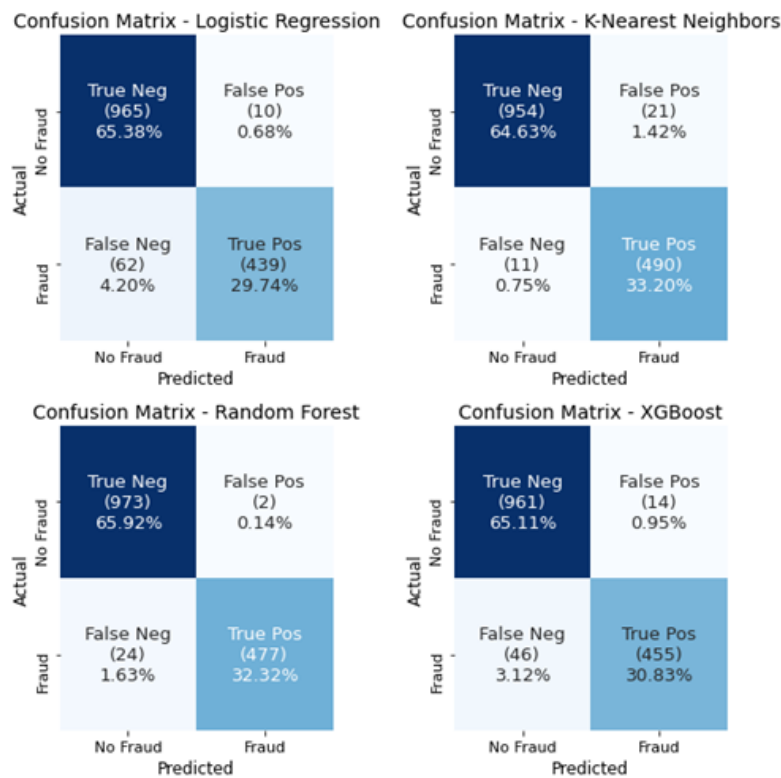 Confusion Matrix - Logistic Regression
True Neg
(965)
65.38%
False Pos
(10)
0.68%
False Neg
(62)
4.20%
True Pos
(439)
29.74%
No Fraud
Fraud
Actual
No Fraud
Fraud
Predicted
Confusion Matrix - K-Nearest Neighbors
True Neg
(954)
64.63%
False Pos
(21)
1.42%
False Neg
(11)
0.75%
True Pos
(490)
33.20%
No Fraud
Fraud
Actual
No Fraud
Fraud
Predicted
Confusion Matrix - Random Forest
True Neg
(973)
65.92%
False Pos
(2)
0.14%
False Neg
(24)
1.63%
True Pos
(477)
32.32%
No Fraud
Fraud
Actual
No Fraud
Fraud
Predicted
Confusion Matrix - XGBoost
True Neg
(961)
65.11%
False Pos
(14)
0.95%
False Neg
(46)
3.12%
True Pos
(455)
30.83%
No Fraud
Fraud
Actual
No Fraud
Fraud
Predicted